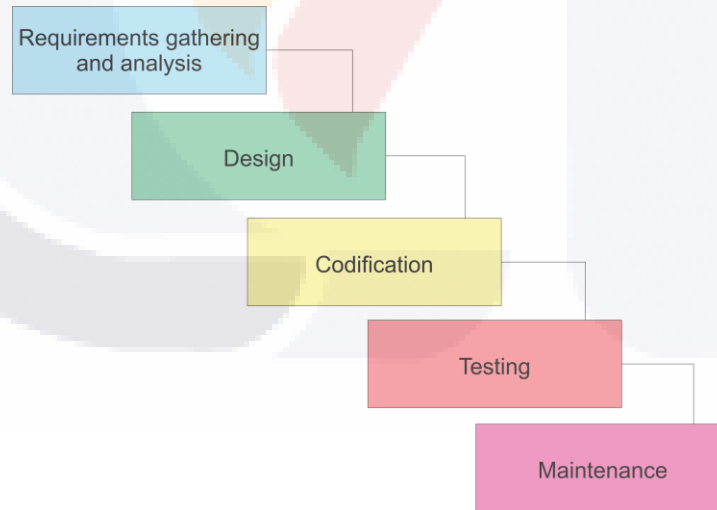 Requirements gathering
and analysis
Design
Codification
Testing
Maintenance